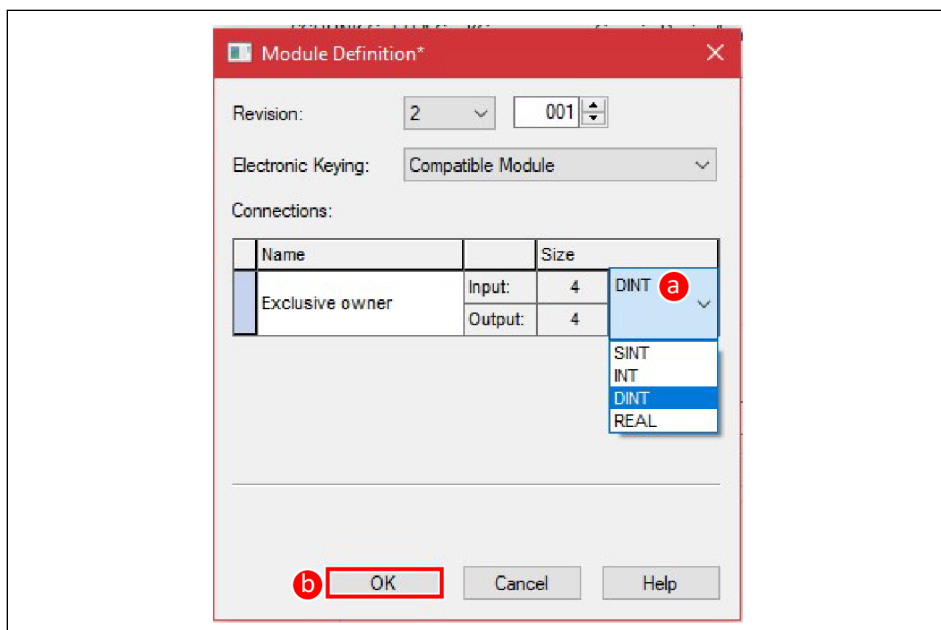 Module Definition*
Revision: 2 001
Electronic Keying: Compatible Module
Connections:
Name Size
Exclusive owner Input: 4 DINT a
Output: 4
SINT
INT
DINT
REAL
b OK Cancel Help